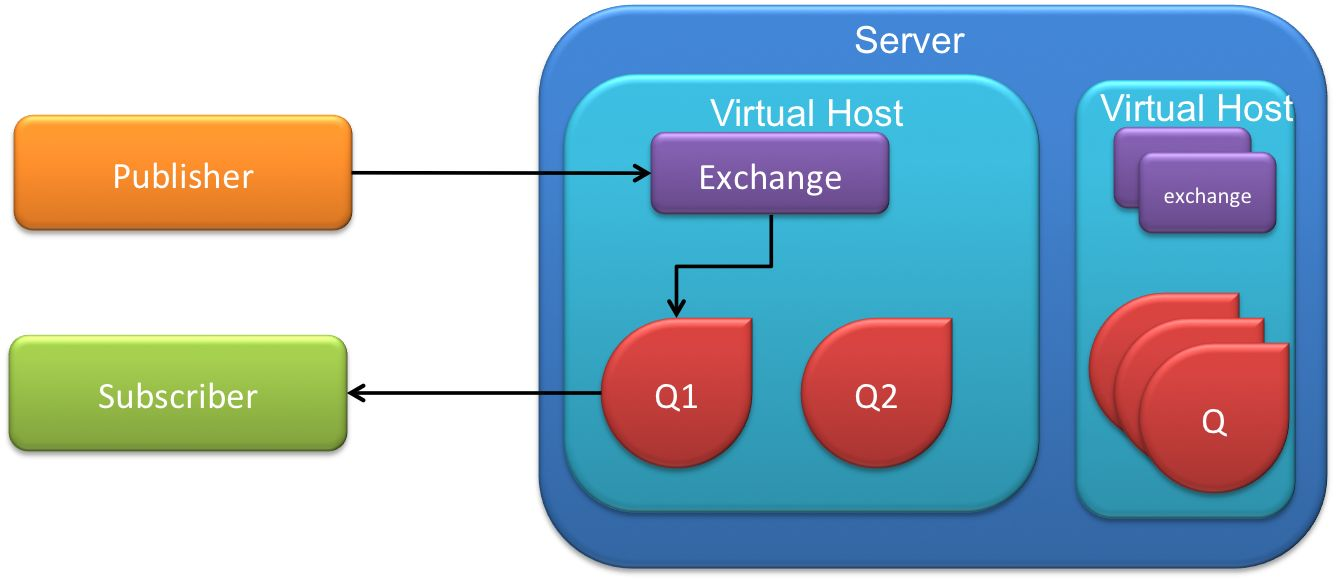 Server
Virtual Host
Virtual Host
Publisher
Exchange
exchange
Subscriber
Q1
Q2
Q